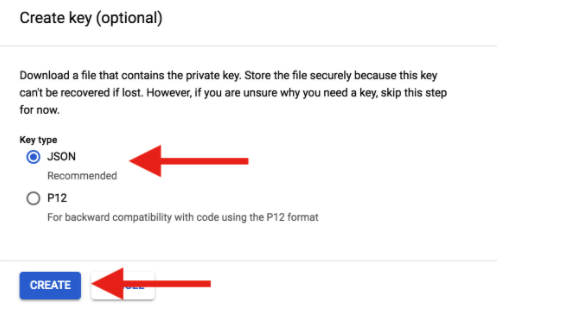 Create key (optional)
Download a file that contains the private key. Store the file securely because this key
can't be recovered if lost. However, if you are unsure why you need a key, skip this step
for now.
Key type
JSON
Recommended
P12
For backward compatibility with code using the P12 format
CREATE